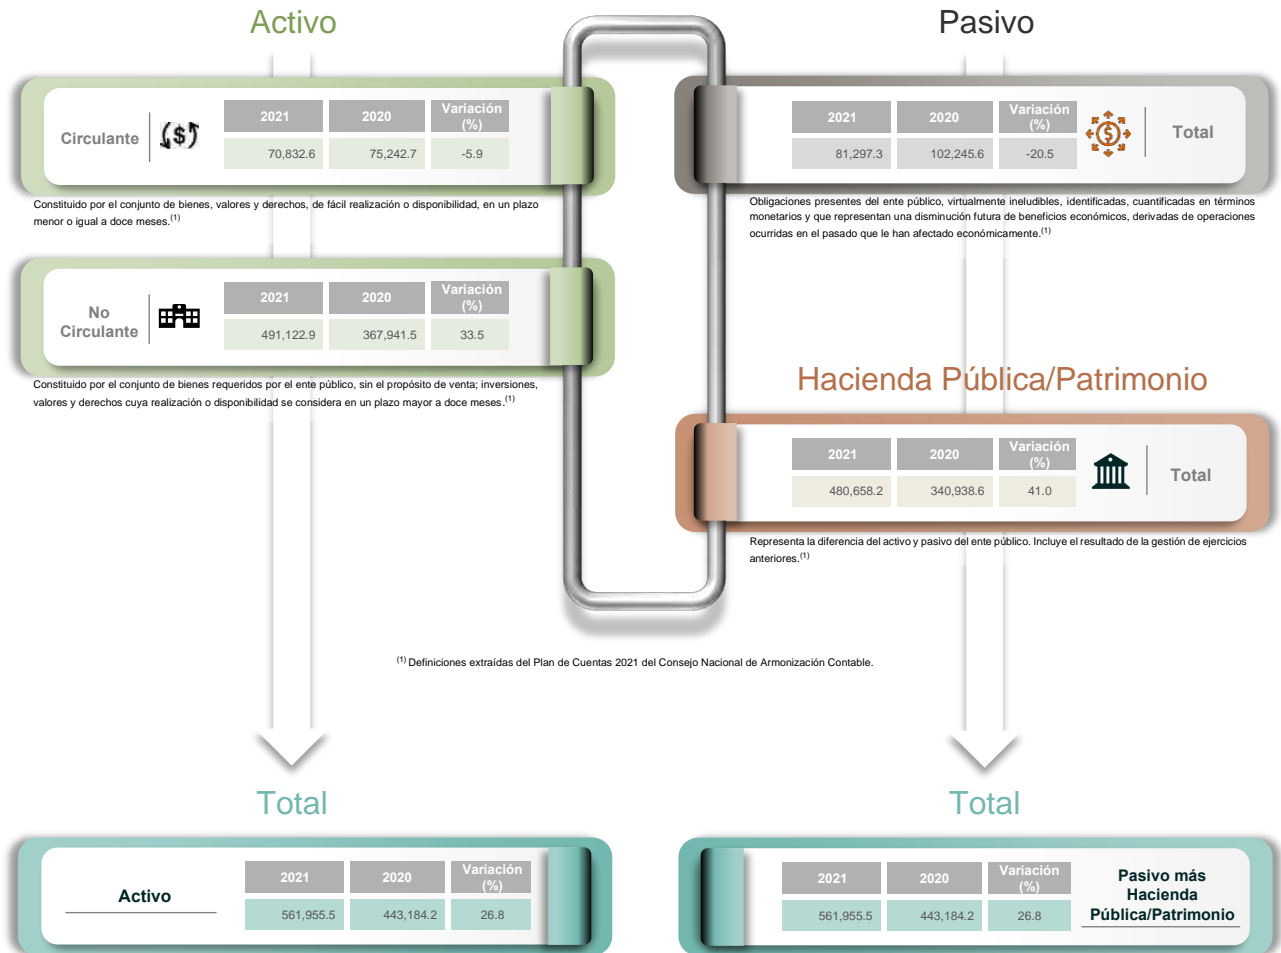 Activo
Circulante
2021 2020 Variación (%)
70,832.6 75,242.7 -5.9
Constituido por el conjunto de bienes, valores y derechos, de fácil realización o disponibilidad, en un plazo
menor o igual a doce meses.(1)
No
Circulante
2021 2020 Variación (%)
491,122.9 367,941.5 33.5
Constituido por el conjunto de bienes requeridos por el ente público, sin el propósito de venta; inversiones,
valores y derechos cuya realización o disponibilidad se considera en un plazo mayor a doce meses.(1)
Pasivo
2021 2020 Variación (%)
81,297.3 102,245.6 -20.5
Total
Obligaciones presentes del ente público, virtualmente ineludibles, identificadas, cuantificadas en términos
monetarios y que representan una disminución futura de beneficios económicos, derivadas de operaciones
ocurridas en el pasado que le han afectado económicamente.(1)
Hacienda Pública/Patrimonio
2021 2020 Variación (%)
480,658.2 340,938.6 41.0
Total
Representa la diferencia del activo y pasivo del ente público. Incluye el resultado de la gestión de ejercicios
anteriores.(1)
(1) Definiciones extraídas del Plan de Cuentas 2021 del Consejo Nacional de Armonización Contable.
Total
Activo
2021 2020 Variación (%)
561,955.5 443,184.2 26.8
Total
2021 2020 Variación (%)
561,955.5 443,184.2 26.8
Pasivo más
Hacienda
Pública/Patrimonio